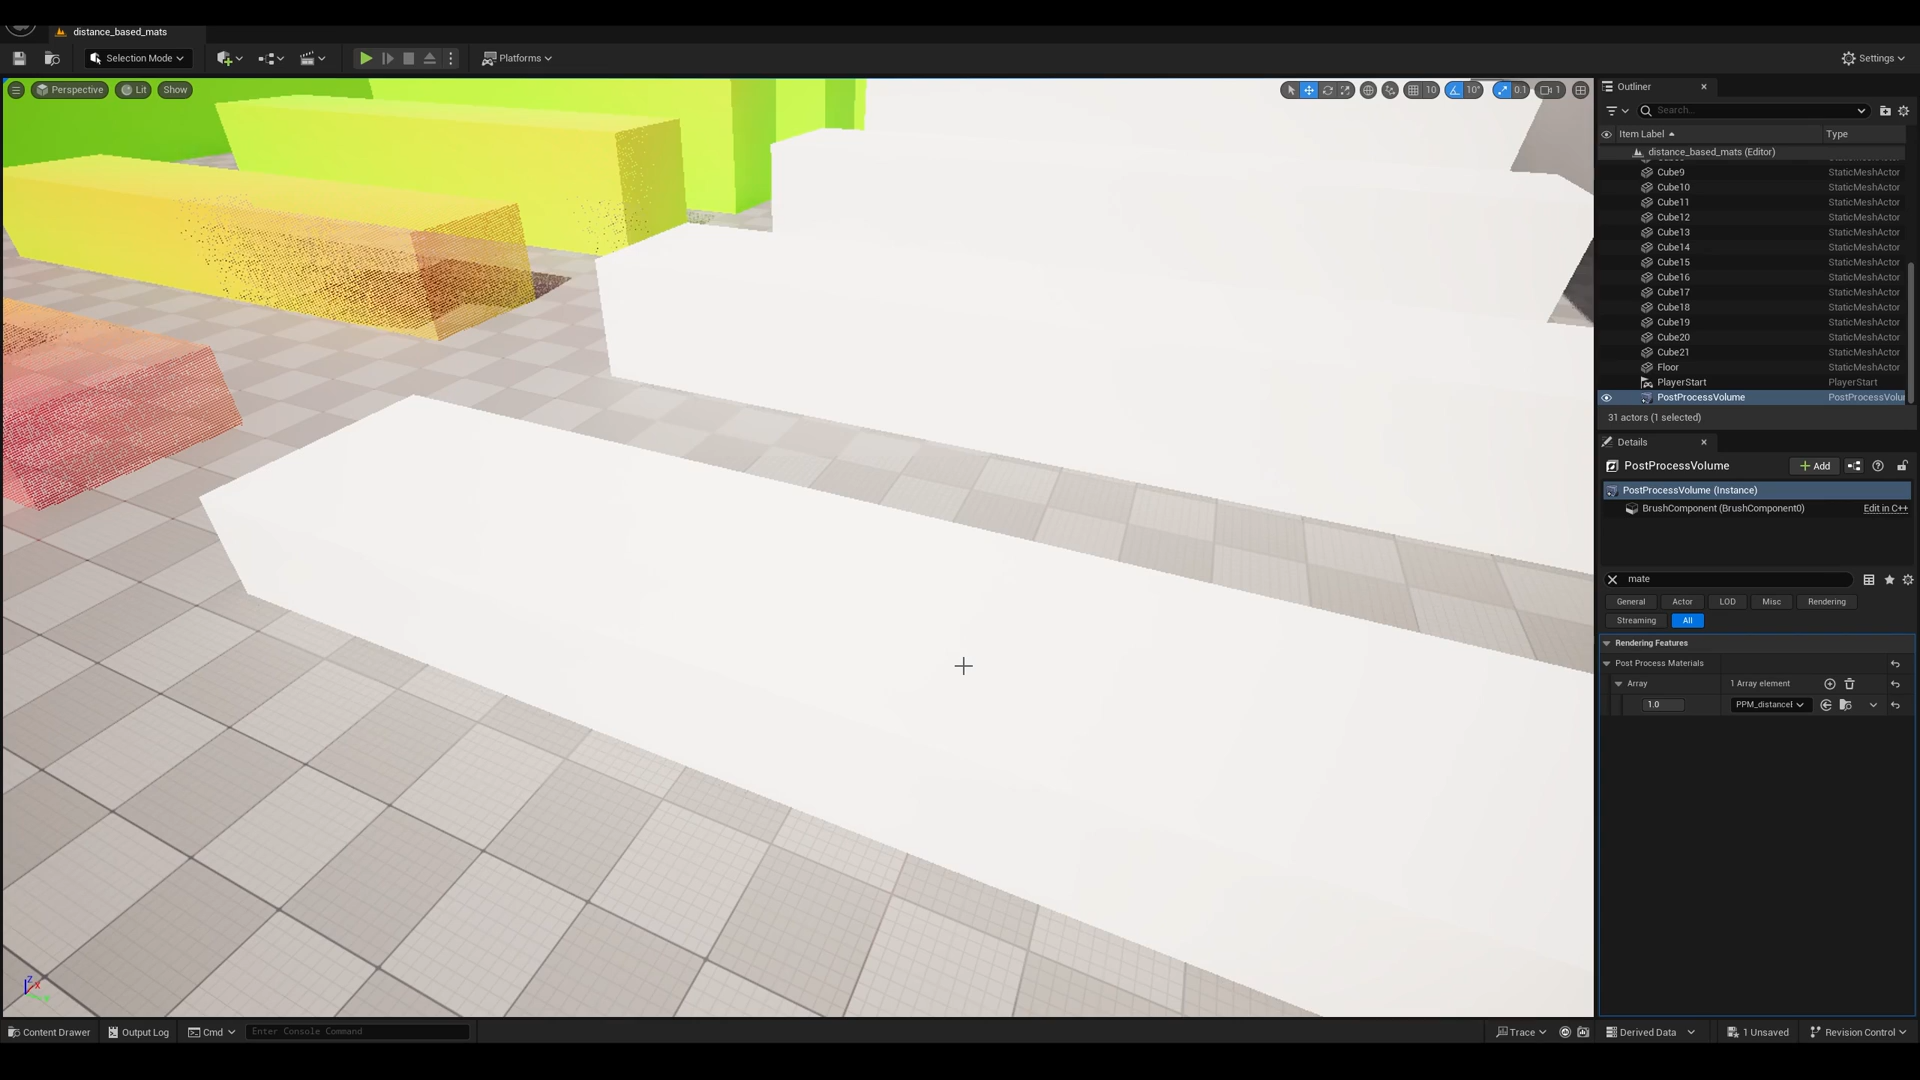 distance_based_mats
Selection Mode
Platforms
Settings
Perspective
Lit
Show
10
10°
0.1
1
Outliner
Search...
Item Label
Type
distance_based_mats (Editor)
Cube9 StaticMeshActor
Cube10 StaticMeshActor
Cube11 StaticMeshActor
Cube12 StaticMeshActor
Cube13 StaticMeshActor
Cube14 StaticMeshActor
Cube15 StaticMeshActor
Cube16 StaticMeshActor
Cube17 StaticMeshActor
Cube18 StaticMeshActor
Cube19 StaticMeshActor
Cube20 StaticMeshActor
Cube21 StaticMeshActor
Floor StaticMeshActor
PlayerStart PlayerStart
PostProcessVolume PostProcessVolu
31 actors (1 selected)
Details
PostProcessVolume
+ Add
PostProcessVolume (Instance)
BrushComponent (BrushComponent0) Edit in C++
mate
General Actor LOD Misc Rendering
Streaming All
Rendering Features
Post Process Materials
Array 1 Array element
1.0 PPM_distancel
Z X
Content Drawer
Output Log
Cmd
Enter Console Command
Trace
Derived Data
1 Unsaved
Revision Control